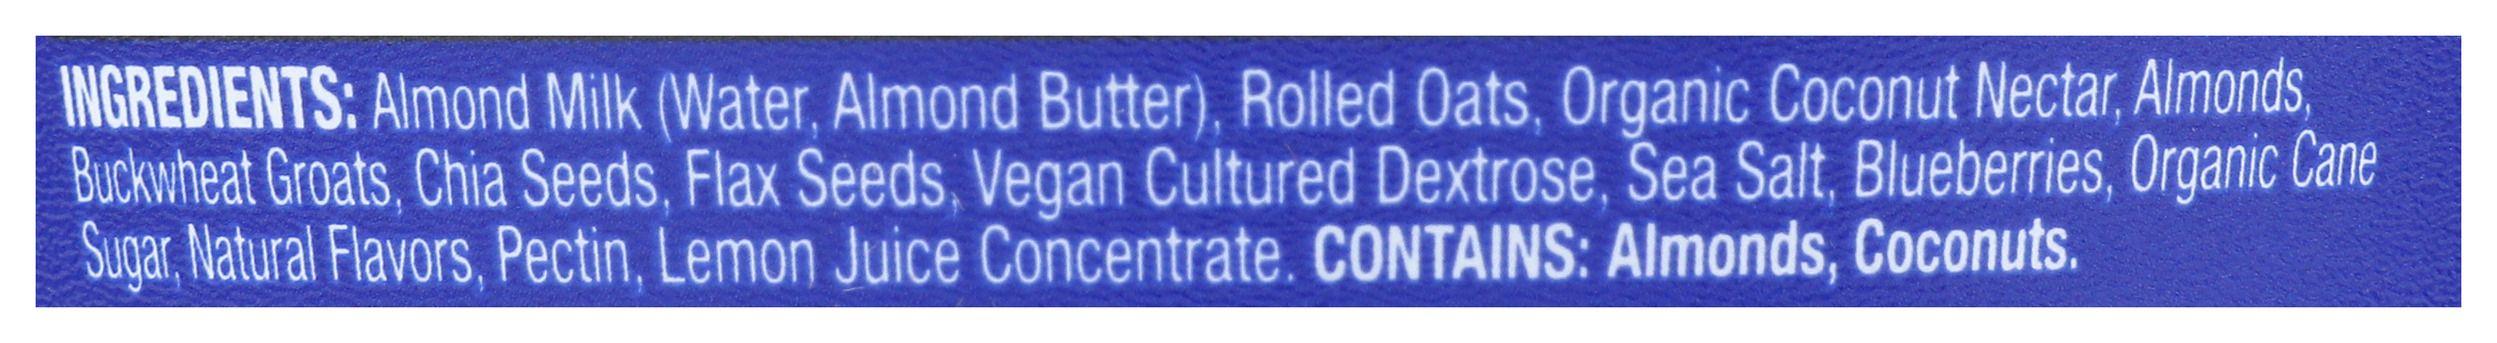 INGREDIENTS: Almond Milk (Water, Almond Butter), Rolled Oats, Organic Coconut Nectar, Almonds,
Buckwheat Groats, Chia Seeds, Flax Seeds, Vegan Cultured Dextrose, Sea Salt, Blueberries, Organic Cane
Sugar, Natural Flavors, Pectin, Lemon Juice Concentrate. CONTAINS: Almonds, Coconuts.